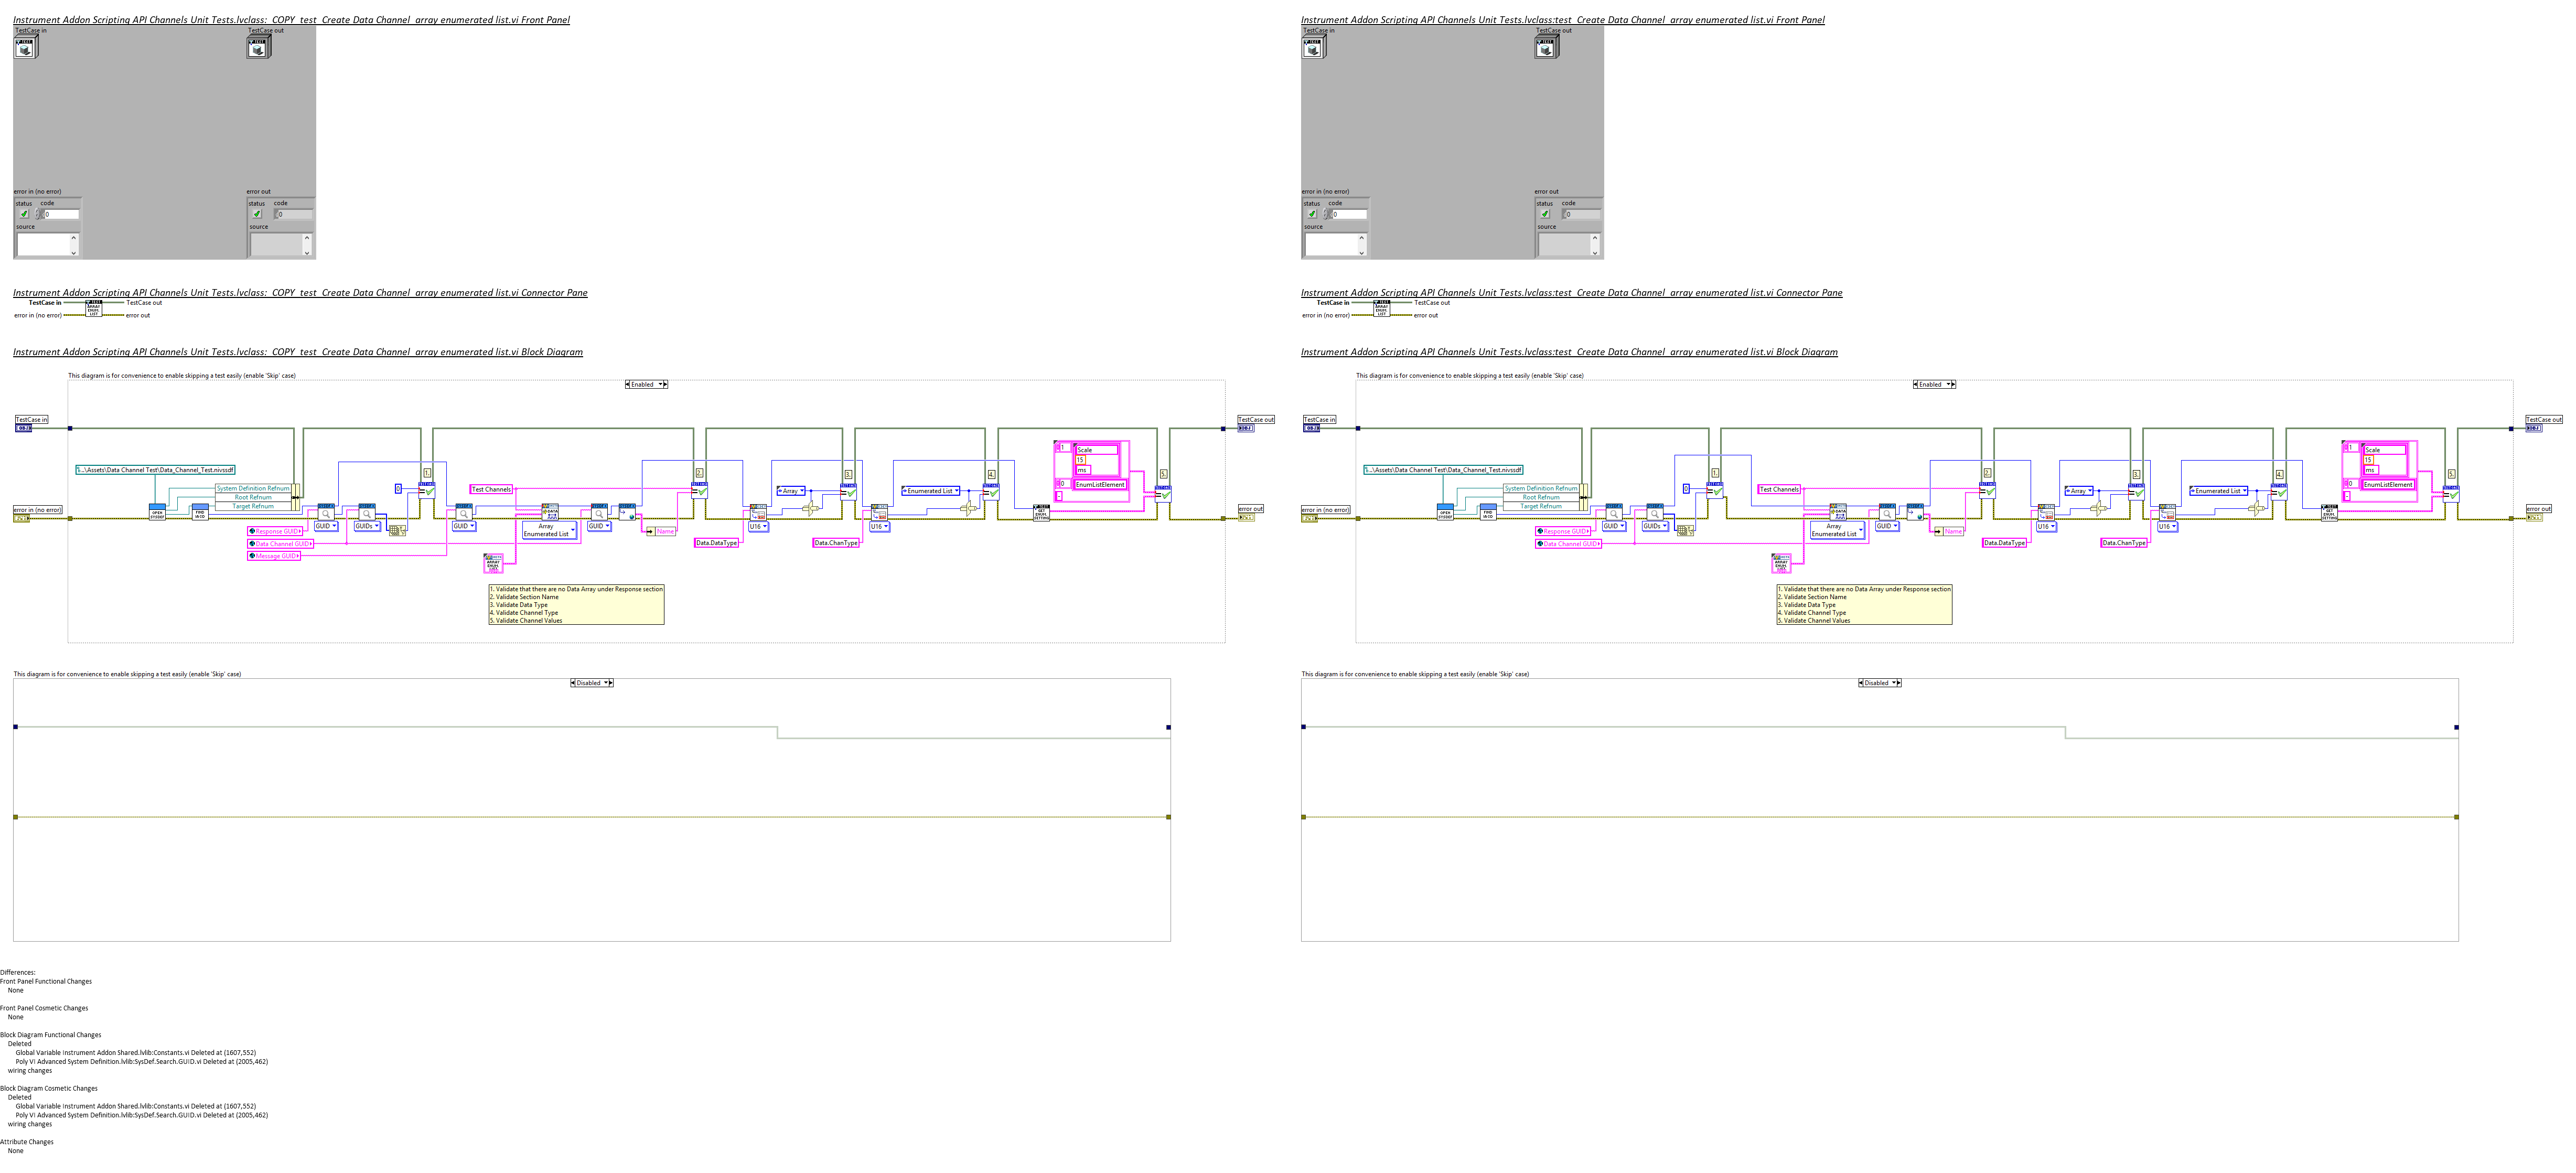 Instrument Addon Scripting API Channels Unit Tests.lvclass:_COPY_test_Create Data Channel_array enumerated list.vi Front Panel
TestCase in
TestCase out
error in (no error)
error out
status
code
0
status
code
0
source
source
Instrument Addon Scripting API Channels Unit Tests.lvclass:_COPY_test_Create Data Channel_array enumerated list.vi Connector Pane
TestCase in
TestCase out
error in (no error)
error out
Instrument Addon Scripting API Channels Unit Tests.lvclass:_COPY_test_Create Data Channel_array enumerated list.vi Block Diagram
This diagram is for convenience to enable skipping a test easily (enable 'Skip' case)
Enabled
TestCase in
TestCase out
OBJ
OBJ
1.
2.
3.
4.
5.
1
Scale
15
ms
0
EnumListElement
..\Assets\Data Channel Test\Data_Channel_Test.nivssdf
System Definition Refnum
Root Refnum
Target Refnum
0
Test Channels
Array
Enumerated List
error in (no error)
error out
GUID
GUIDs
GUID
GUID
U16
U16
Array
Enumerated List
Response GUID
Data Channel GUID
Message GUID
Name
Data.DataType
Data.ChanType
1. Validate that there are no Data Array under Response section
2. Validate Section Name
3. Validate Data Type
4. Validate Channel Type
5. Validate Channel Values
This diagram is for convenience to enable skipping a test easily (enable 'Skip' case)
Disabled
Instrument Addon Scripting API Channels Unit Tests.lvclass:test_Create Data Channel_array enumerated list.vi Front Panel
TestCase in
TestCase out
error in (no error)
error out
status
code
0
status
code
0
source
source
Instrument Addon Scripting API Channels Unit Tests.lvclass:test_Create Data Channel_array enumerated list.vi Connector Pane
TestCase in
TestCase out
error in (no error)
error out
Instrument Addon Scripting API Channels Unit Tests.lvclass:test_Create Data Channel_array enumerated list.vi Block Diagram
This diagram is for convenience to enable skipping a test easily (enable 'Skip' case)
Enabled
TestCase in
TestCase out
OBJ
OBJ
1.
2.
3.
4.
5.
1
Scale
15
ms
0
EnumListElement
..\Assets\Data Channel Test\Data_Channel_Test.nivssdf
System Definition Refnum
Root Refnum
Target Refnum
0
Test Channels
Array
Enumerated List
error in (no error)
error out
GUID
GUIDs
GUID
U16
U16
Array
Enumerated List
Response GUID
Data Channel GUID
Name
Data.DataType
Data.ChanType
1. Validate that there are no Data Array under Response section
2. Validate Section Name
3. Validate Data Type
4. Validate Channel Type
5. Validate Channel Values
This diagram is for convenience to enable skipping a test easily (enable 'Skip' case)
Disabled
Differences:
Front Panel Functional Changes
None
Front Panel Cosmetic Changes
None
Block Diagram Functional Changes
Deleted
Global Variable Instrument Addon Shared.lvlib:Constants.vi Deleted at (1607,552)
Poly VI Advanced System Definition.lvlib:SysDef.Search.GUID.vi Deleted at (2005,462)
wiring changes
Block Diagram Cosmetic Changes
Deleted
Global Variable Instrument Addon Shared.lvlib:Constants.vi Deleted at (1607,552)
Poly VI Advanced System Definition.lvlib:SysDef.Search.GUID.vi Deleted at (2005,462)
wiring changes
Attribute Changes
None